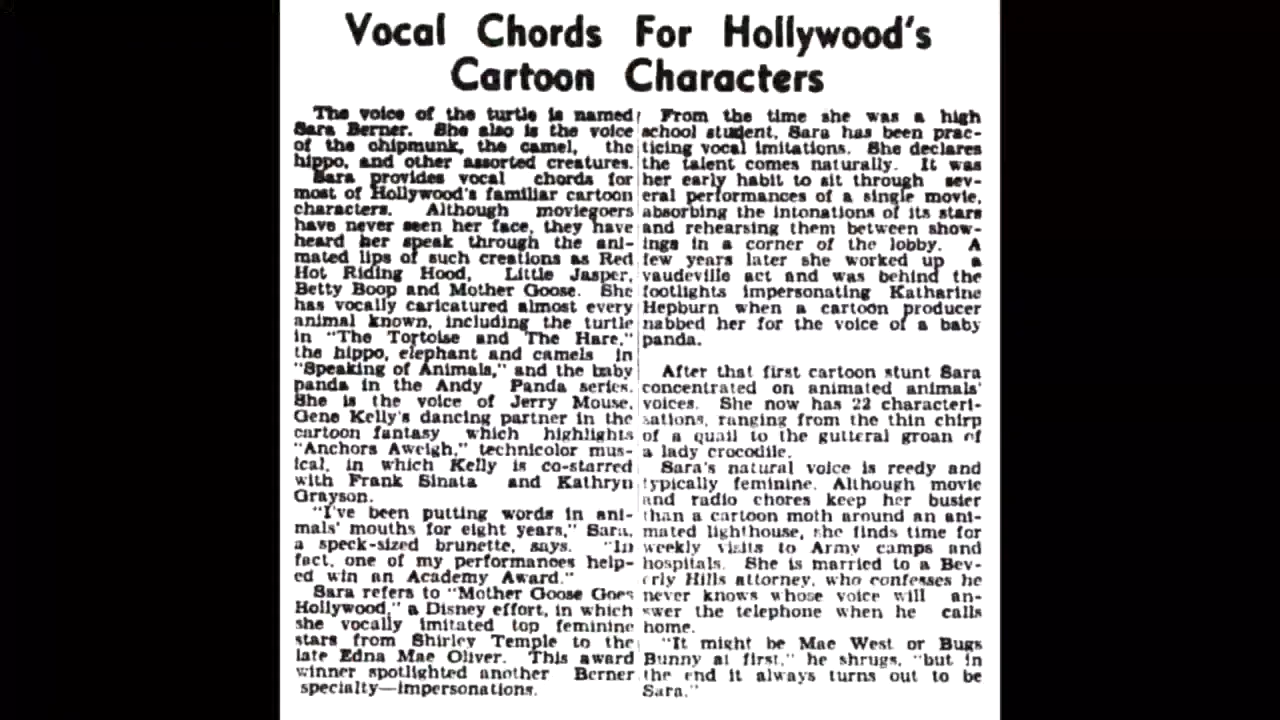 Vocal Chords For Hollywood's
Cartoon Characters
The voice of the turtle is named
Sara Berner. She also is the voice
of the chipmunk, the camel, the
hippo, and other assorted creatures.
Sara provides vocal chords for
most of Hollywood's familiar cartoon
characters. Although moviegoers
have never seen her face, they have
heard her speak through the ani-
mated lips of such creations as Red
Hot Riding Hood, Little Jasper,
Betty Boop and Mother Goose. She
has vocally caricatured almost every
animal known, including the turtle
in "The Tortoise and The Hare,"
the hippo, elephant and camels in
"Speaking of Animals," and the baby
panda in the Andy Panda series.
She is the voice of Jerry Mouse,
Gene Kelly's dancing partner in the
cartoon fantasy which highlights
"Anchors Aweigh," technicolor mus-
ical, in which Kelly is co-starred
with Frank Sinata and Kathryn
Grayson.
"I've been putting words in ani-
mals' mouths for eight years," Sara,
a speck-sized brunette, says. "In
fact, one of my performances help-
ed win an Academy Award."
Sara refers to "Mother Goose Goes
Hollywood," a Disney effort, in which
she vocally imitated top feminine
stars from Shirley Temple to the
late Edna Mae Oliver. This award
winner spotlighted another Berner
specialty—impersonations.
From the time she was a high
school student, Sara has been prac-
ticing vocal imitations. She declares
the talent comes naturally. It was
her early habit to sit through sev-
eral performances of a single movie,
absorbing the intonations of its stars
and rehearsing them between show-
ings in a corner of the lobby. A
few years later she worked up a
vaudeville act and was behind the
footlights impersonating Katharine
Hepburn when a cartoon producer
nabbed her for the voice of a baby
panda.
After that first cartoon stunt Sara
concentrated on animated animals'
voices. She now has 22 characteri-
sations, ranging from the thin chirp
of a quail to the gutteral groan of
a lady crocodile.
Sara's natural voice is reedy and
typically feminine. Although movie
and radio chores keep her busier
than a cartoon moth around an ani-
mated lighthouse, she finds time for
weekly visits to Army camps and
hospitals. She is married to a Bev-
erly Hills attorney, who confesses he
never knows whose voice will an-
swer the telephone when he calls
home.
"It might be Mae West or Bugs
Bunny at first," he shrugs, "but in
the end it always turns out to be
Sara."